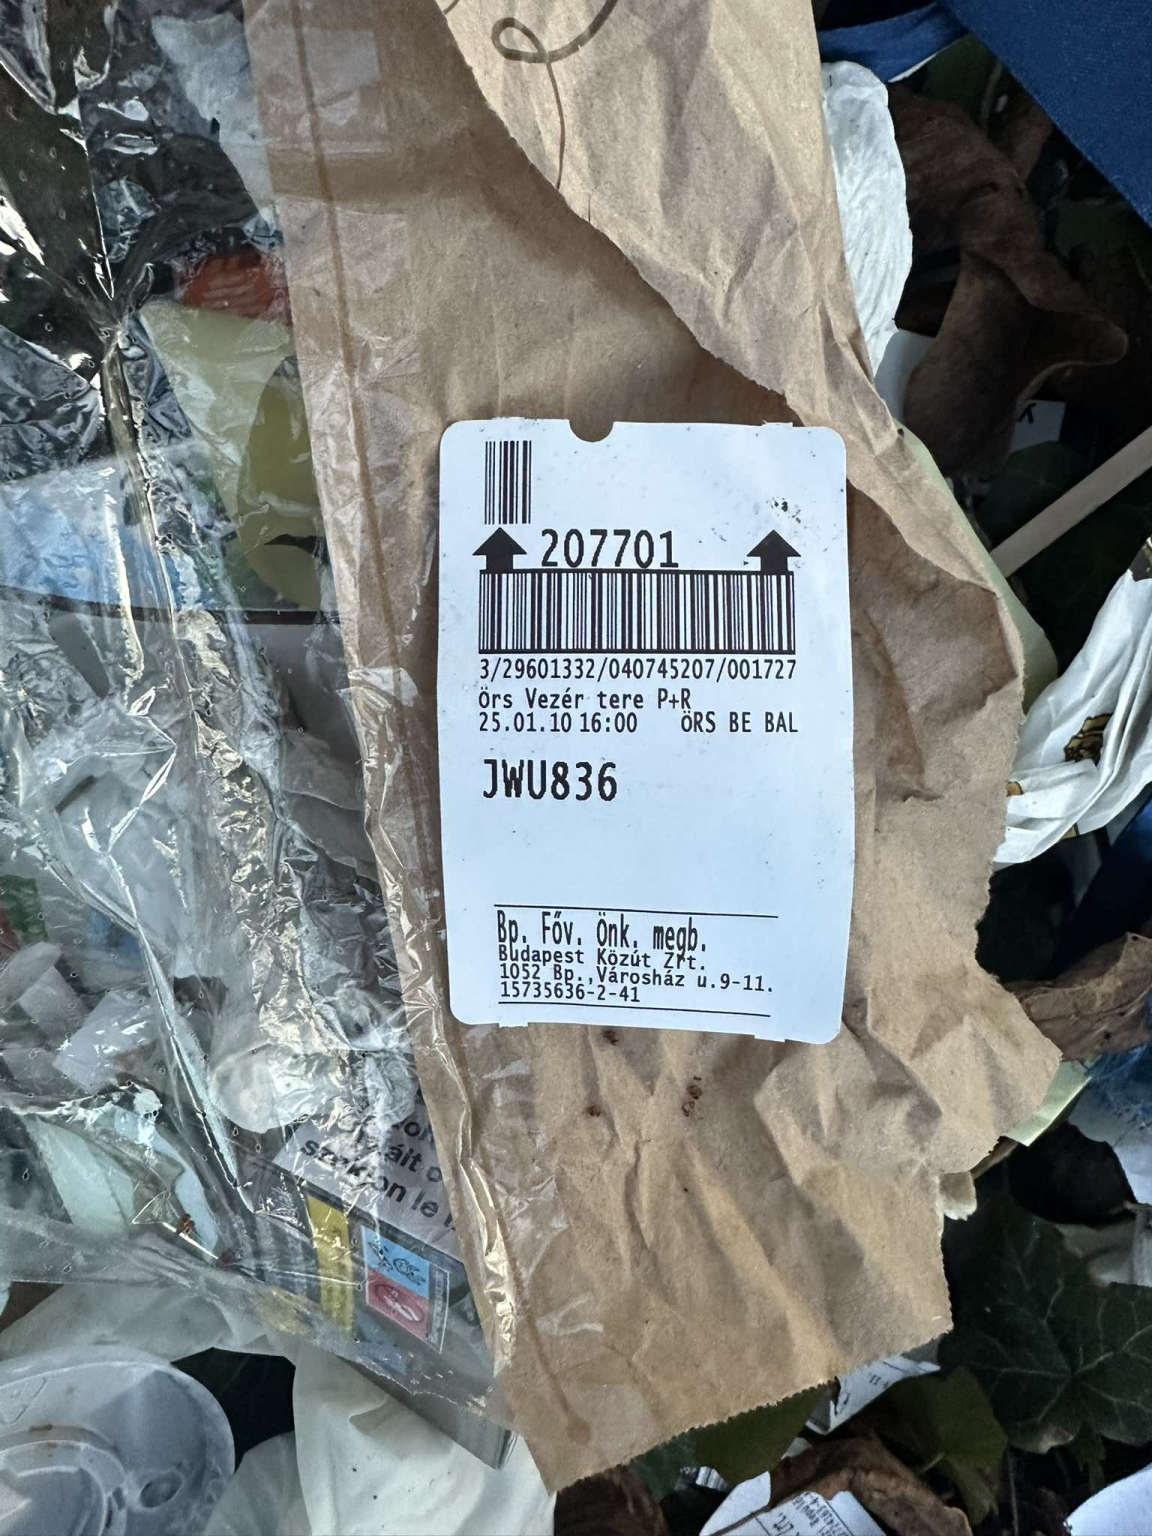 207701
3/29601332/040745207/001727
örs Vezér tere P+R
25.01.10 16:00 ÖRS BE BAL
JWU836
Bp. Főv. Önk. megb.
Budapest Közút Zrt.
1052 Bp.,Városház u.9-11.
15735636-2-41